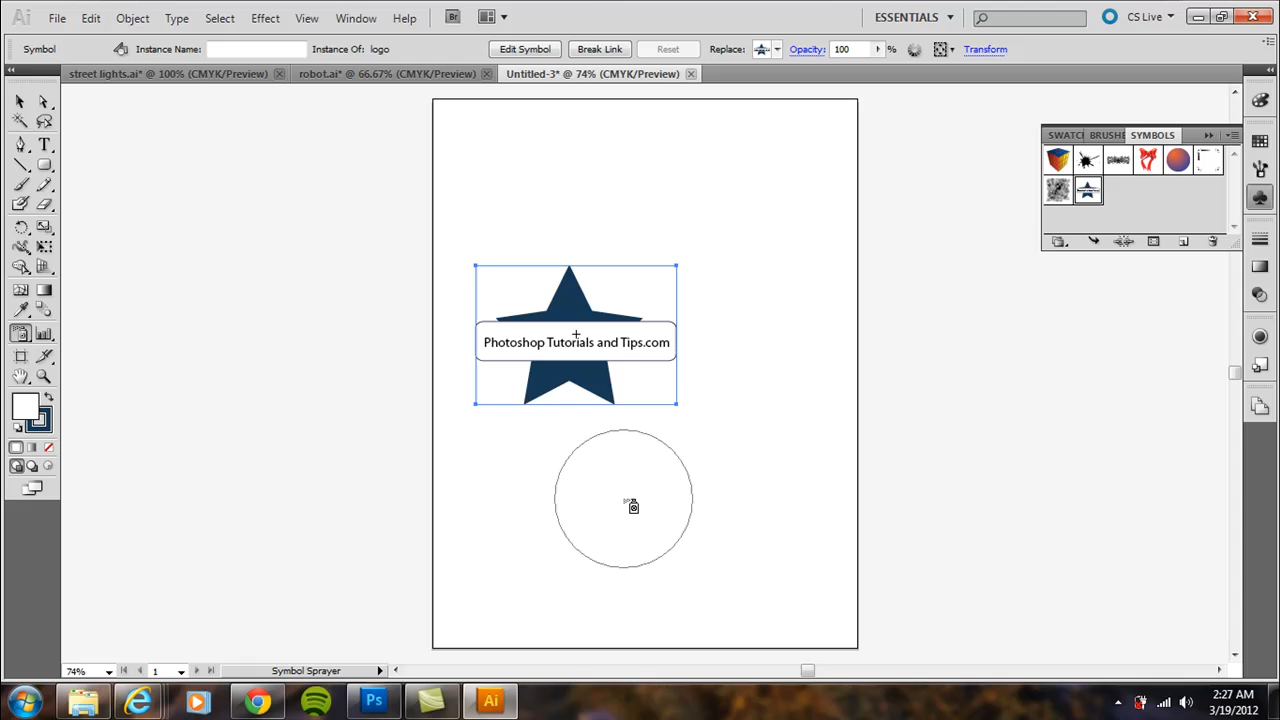 Ai File Edit Object Type Select Effect View Window Help Br ESSENTIALS CS Live
Symbol Instance Name: Instance Of: logo Edit Symbol Break Link Reset Replace: Opacity: 100 % Transform
street lights.ai* @ 100% (CMYK/Preview) robot.ai* @ 66.67% (CMYK/Preview) Untitled-3* @ 74% (CMYK/Preview)
SWATCH BRUSHE SYMBOLS
Photoshop Tutorials and Tips.com
74% 1 Symbol Sprayer
Ps Ai 2:27 AM
3/19/2012